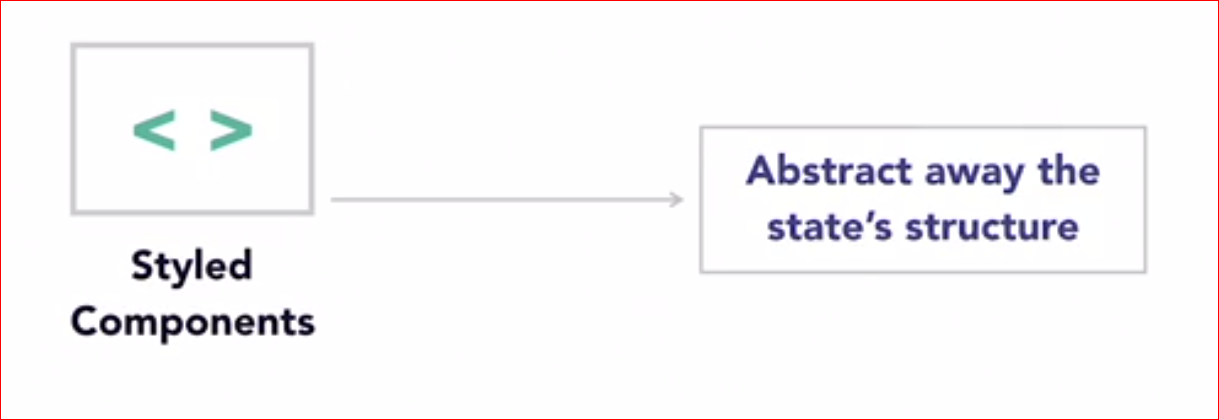 < >
Styled
Components
Abstract away the
state's structure